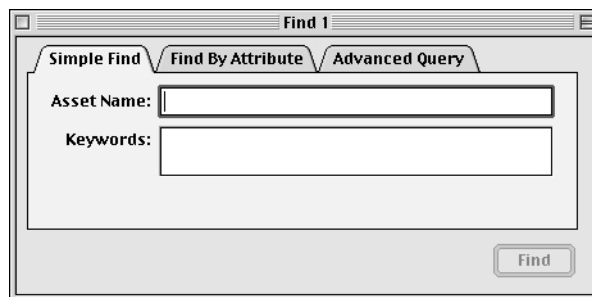 Find 1
Simple Find Find By Attribute Advanced Query
Asset Name:
Keywords:
Find